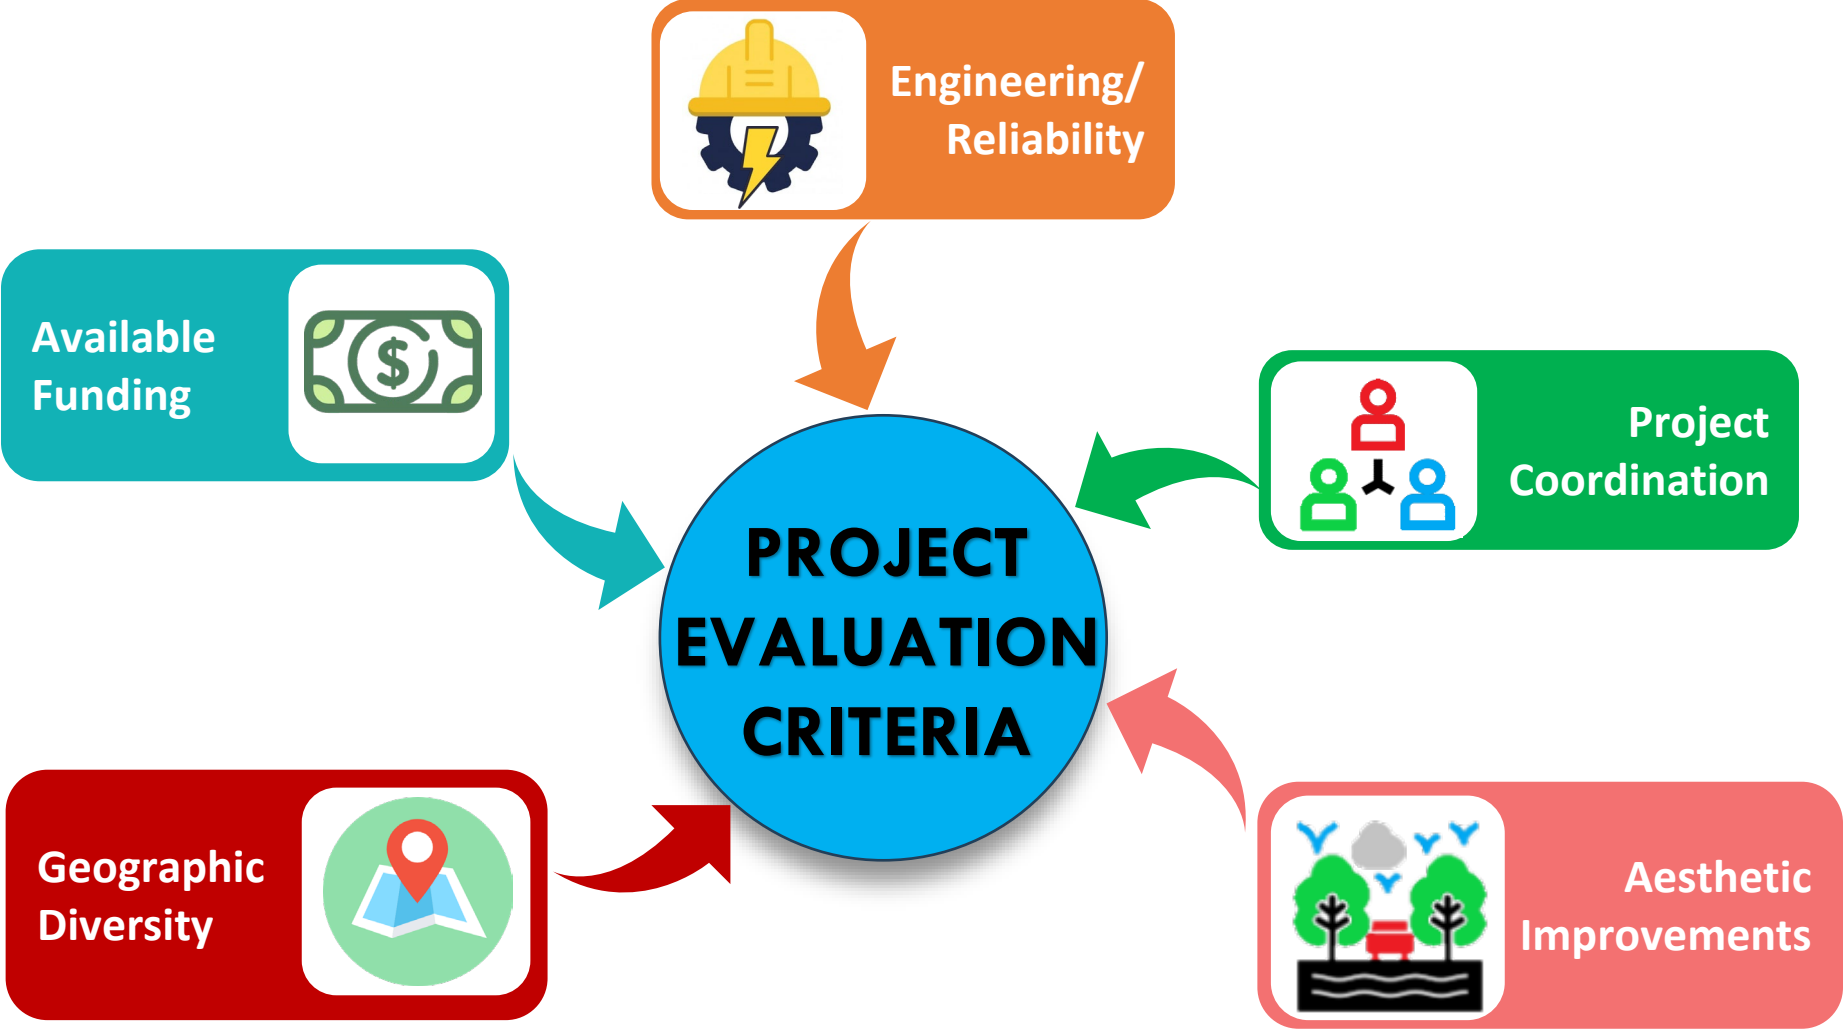 Engineering/
Reliability
Available
Funding
$
Project
Coordination
PROJECT
EVALUATION
CRITERIA
Geographic
Diversity
Aesthetic
Improvements